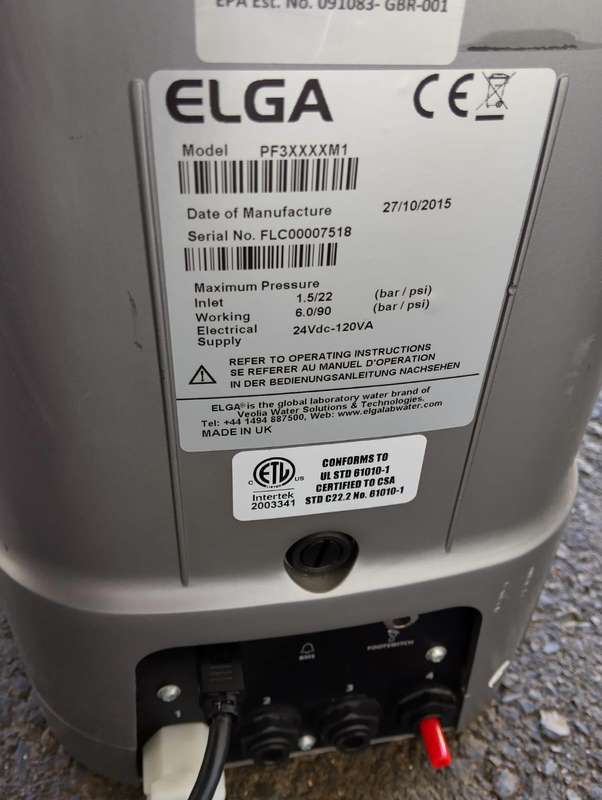 EPA Est. No. 091083- GBR-001
ELGA CE
Model PF3XXXXM1
Date of Manufacture 27/10/2015
Serial No. FLC00007518
Maximum Pressure
Inlet 1.5/22 (bar / psi)
Working 6.0/90 (bar / psi)
Electrical 24Vdc-120VA
Supply
REFER TO OPERATING INSTRUCTIONS
SE REFERER AU MANUEL D'OPERATION
IN DER BEDIENUNGSANLEITUNG NACHSEHEN
ELGA® is the global laboratory water brand of
Veolia Water Solutions & Technologies.
Tel: +44 1494 887500, Web: www.elgalabwater.com
MADE IN UK
C ETL US
Intertek
2003341
CONFORMS TO
UL STD 61010-1
CERTIFIED TO CSA
STD C22.2 No. 61010-1
BMS
FOOTSWITCH
1 2 3 4